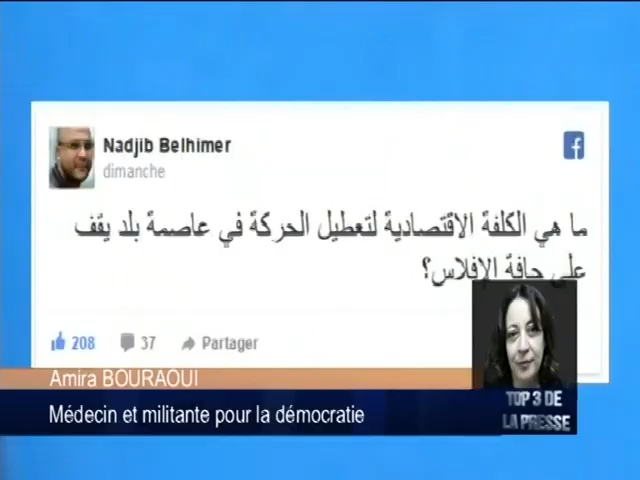 Nadjib Belhimer
dimanche
ما هي الكلفة الاقتصادية لتعطيل الحركة في عاصمة بلد يقف
على حافة الإفلاس؟
208
37
Partager
Amira BOURAOUI
Médecin et militante pour la démocratie
TOP 3 DE
LA PRESSE